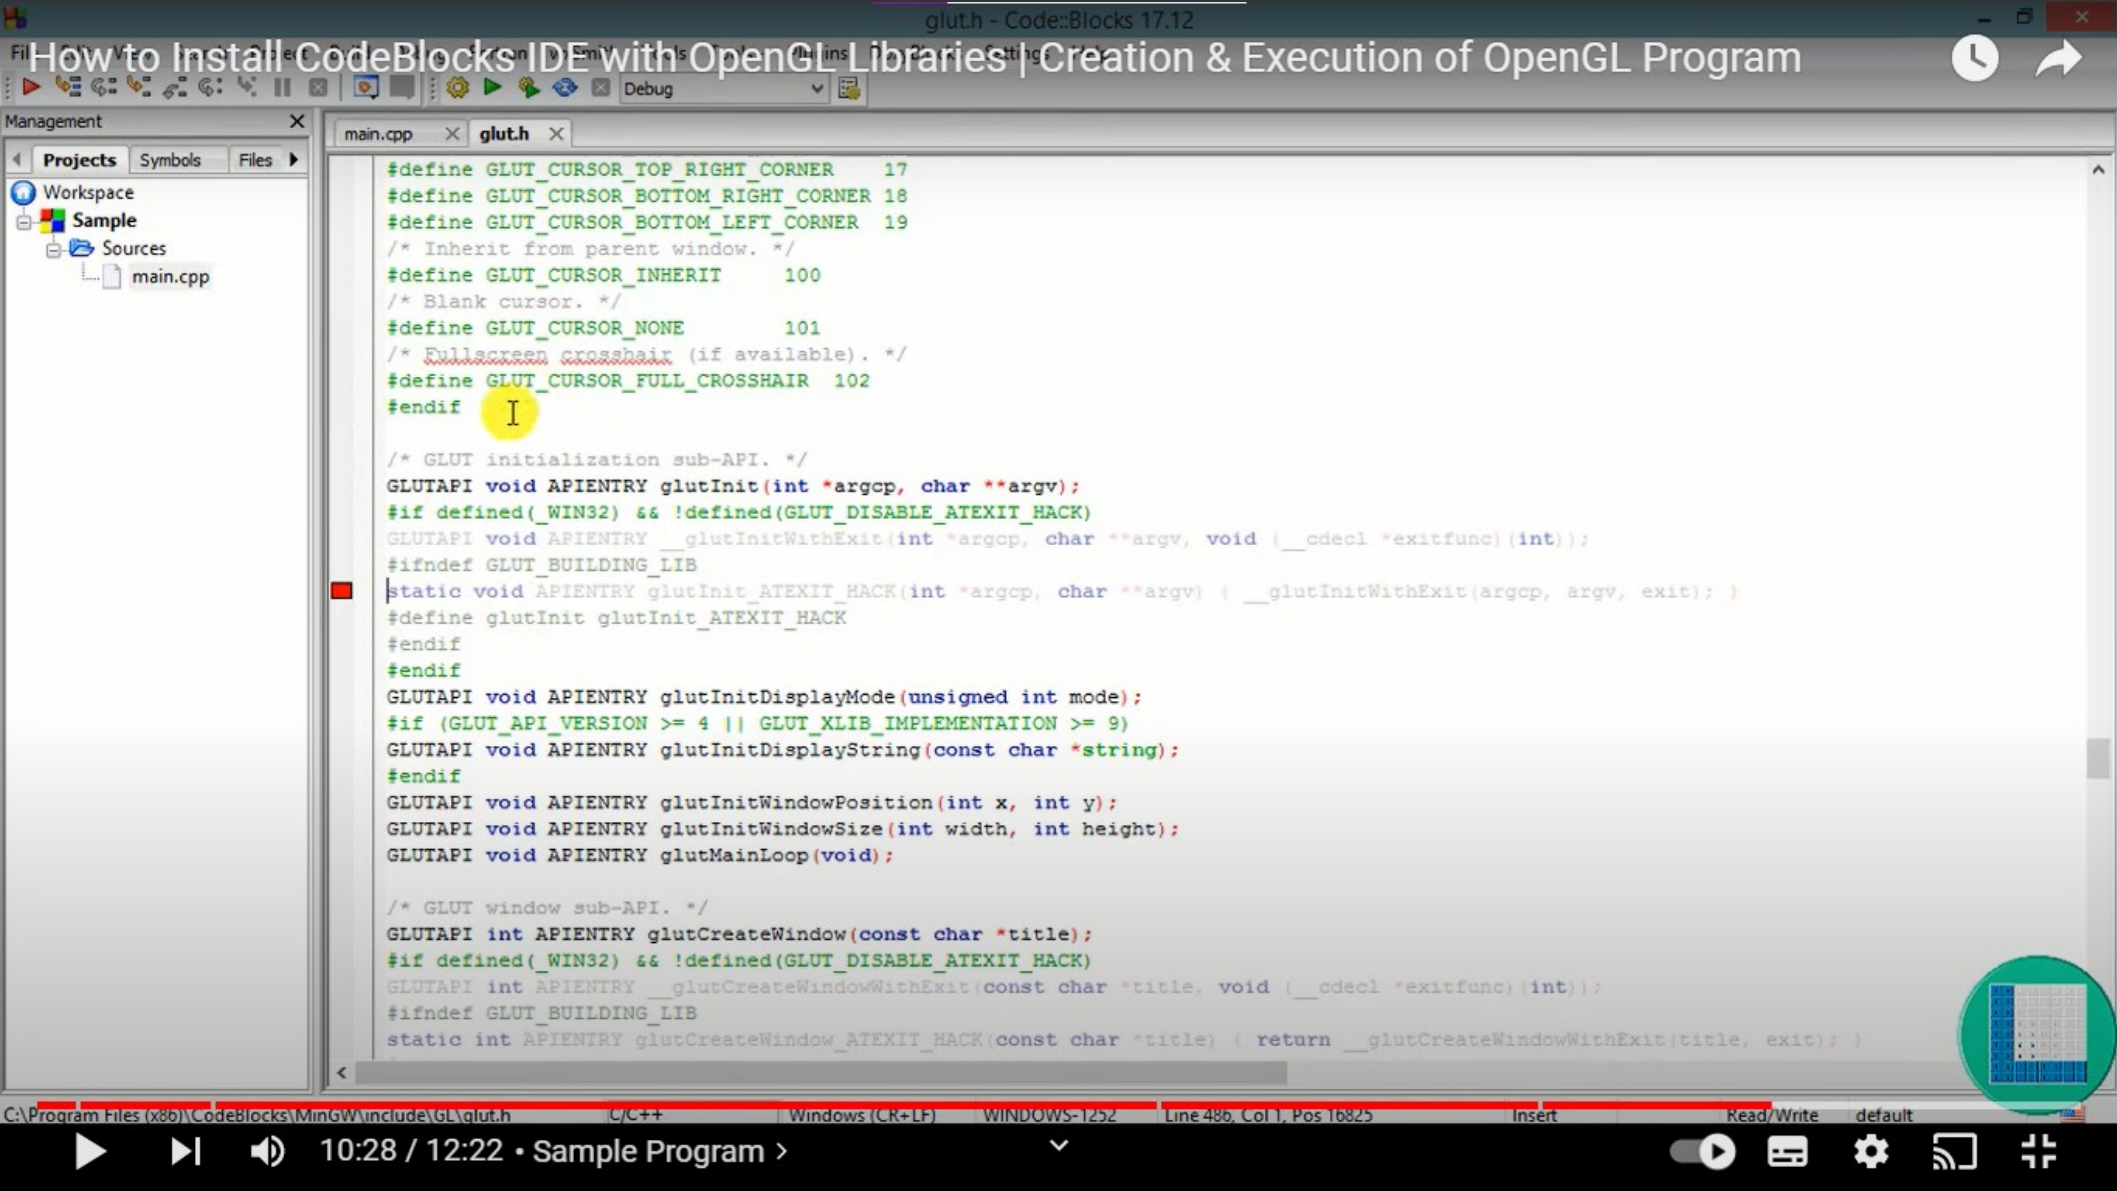 glut.h - Code::Blocks 17.12
How to Install CodeBlocks IDE with OpenGL Libraries | Creation & Execution of OpenGL Program
Debug
Management
main.cpp
glut.h
Projects
Symbols
Files
Workspace
Sample
Sources
main.cpp
#define GLUT_CURSOR_TOP_RIGHT_CORNER 17
#define GLUT_CURSOR_BOTTOM_RIGHT_CORNER 18
#define GLUT_CURSOR_BOTTOM_LEFT_CORNER 19
/* Inherit from parent window. */
#define GLUT_CURSOR_INHERIT 100
/* Blank cursor. */
#define GLUT_CURSOR_NONE 101
/* Fullscreen crosshair (if available). */
#define GLUT_CURSOR_FULL_CROSSHAIR 102
#endif
/* GLUT initialization sub-API. */
GLUTAPI void APIENTRY glutInit(int *argcp, char **argv);
#if defined(_WIN32) && !defined(GLUT_DISABLE_ATEXIT_HACK)
GLUTAPI void APIENTRY __glutInitWithExit(int *argcp, char **argv, void (__cdecl *exitfunc)(int));
#ifndef GLUT_BUILDING_LIB
static void APIENTRY glutInit_ATEXIT_HACK(int *argcp, char **argv) { __glutInitWithExit(argcp, argv, exit); }
#define glutInit glutInit_ATEXIT_HACK
#endif
#endif
GLUTAPI void APIENTRY glutInitDisplayMode(unsigned int mode);
#if (GLUT_API_VERSION >= 4 || GLUT_XLIB_IMPLEMENTATION >= 9)
GLUTAPI void APIENTRY glutInitDisplayString(const char *string);
#endif
GLUTAPI void APIENTRY glutInitWindowPosition(int x, int y);
GLUTAPI void APIENTRY glutInitWindowSize(int width, int height);
GLUTAPI void APIENTRY glutMainLoop(void);
/* GLUT window sub-API. */
GLUTAPI int APIENTRY glutCreateWindow(const char *title);
#if defined(_WIN32) && !defined(GLUT_DISABLE_ATEXIT_HACK)
GLUTAPI int APIENTRY __glutCreateWindowWithExit(const char *title, void (__cdecl *exitfunc)(int));
#ifndef GLUT_BUILDING_LIB
static int APIENTRY glutCreateWindow_ATEXIT_HACK(const char *title) { return __glutCreateWindowWithExit(title, exit); }
C:\Program Files (x86)\CodeBlocks\MinGW\include\GL\glut.h
C/C++
Windows (CR+LF)
WINDOWS-1252
Line 486, Col 1, Pos 16825
Insert
Read/Write
default
10:28 / 12:22 • Sample Program >